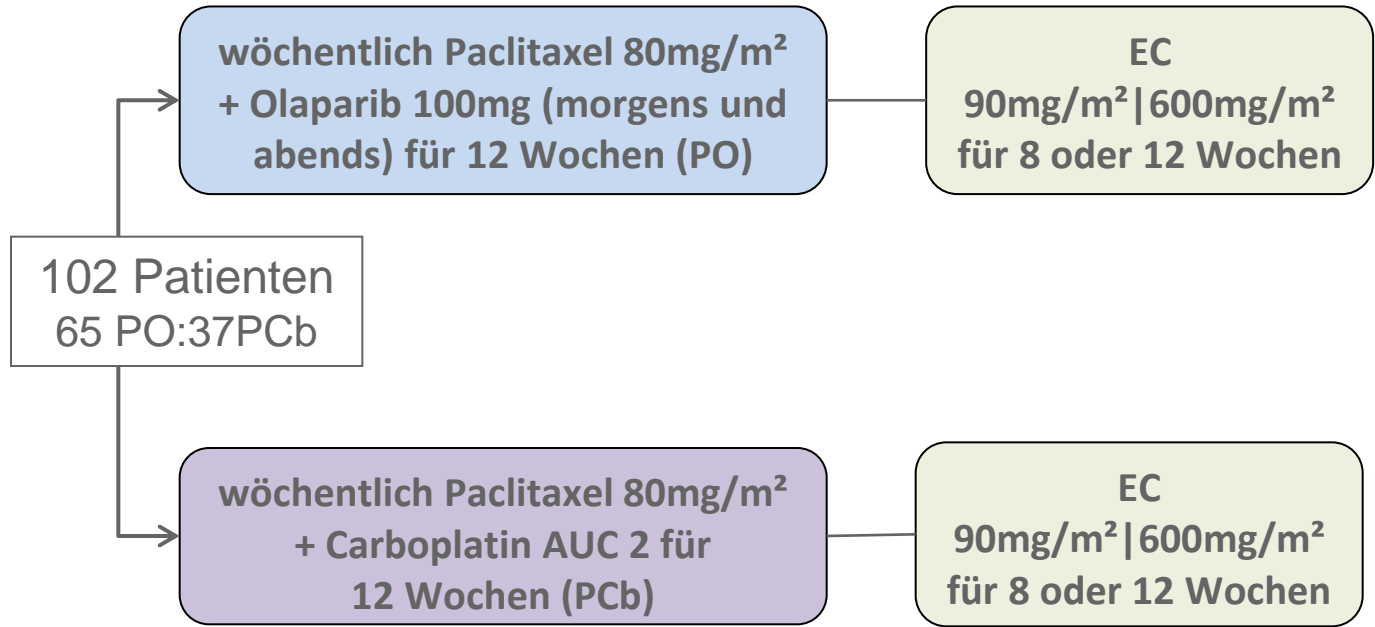 wöchentlich Paclitaxel 80mg/m²
+ Olaparib 100mg (morgens und
abends) für 12 Wochen (PO)
EC
90mg/m²|600mg/m²
für 8 oder 12 Wochen
102 Patienten
65 PO:37PCb
wöchentlich Paclitaxel 80mg/m²
+ Carboplatin AUC 2 für
12 Wochen (PCb)
EC
90mg/m²|600mg/m²
für 8 oder 12 Wochen